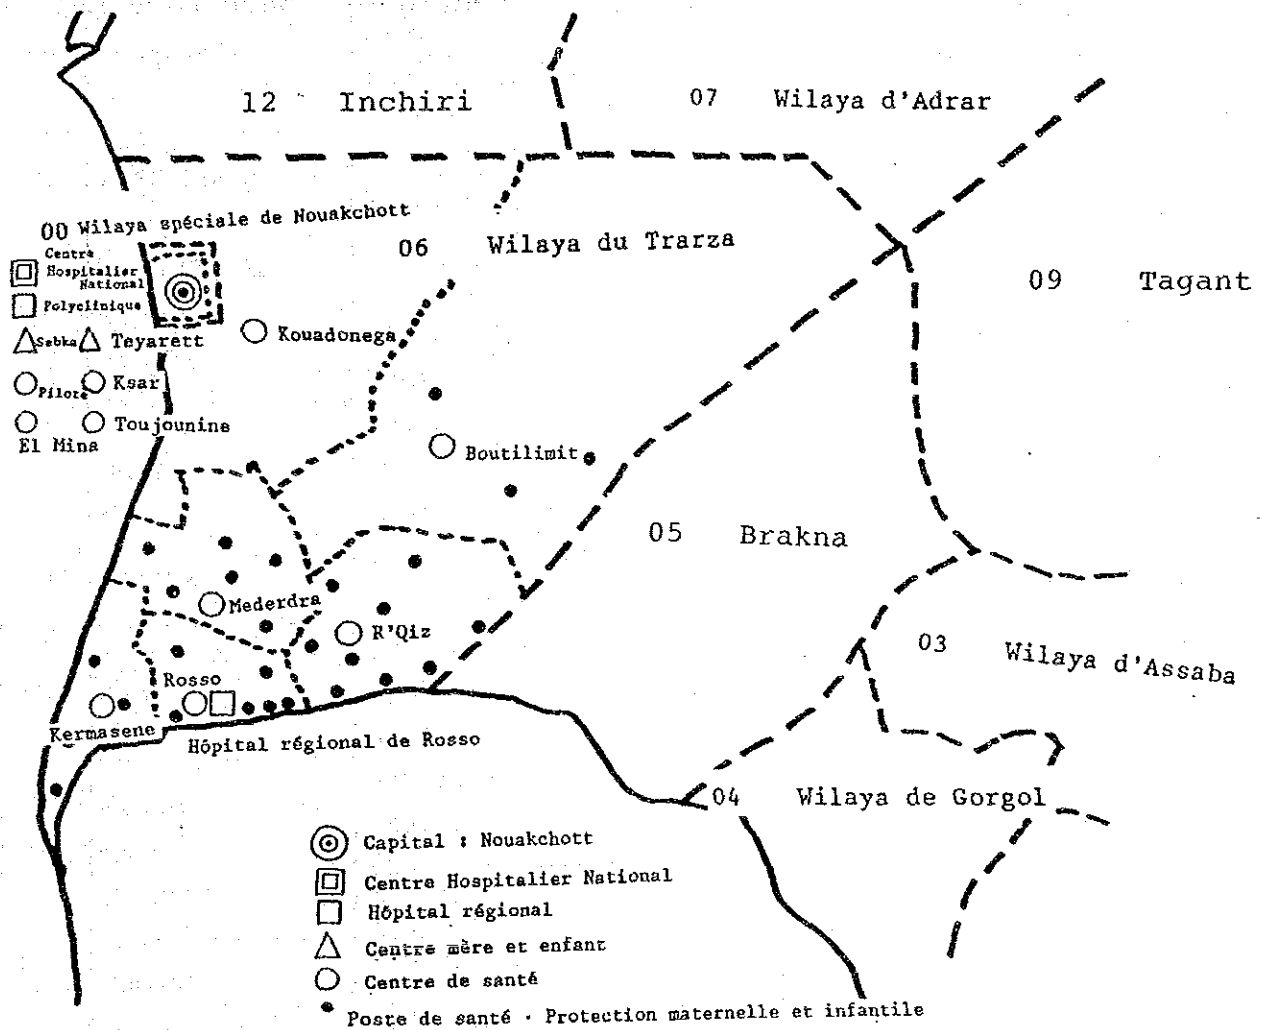 12 Inchiri
07 Wilaya d'Adrar
00 Wilaya spéciale de Nouakchott
06 Wilaya du Trarza
Centre
Hospitalier
National
Polyclinique
09 Tagant
Sebka Teyarett
Kouadonega
Pilote Ksar
Toujounine
El Mina
Boutilimit
05 Brakna
Mederdra
R'Qiz
03 Wilaya d'Assaba
Rosso
Kermasene
Hôpital régional de Rosso
04 Wilaya de Gorgol
Capital : Nouakchott
Centre Hospitalier National
Hôpital régional
Centre mère et enfant
Centre de santé
Poste de santé · Protection maternelle et infantile